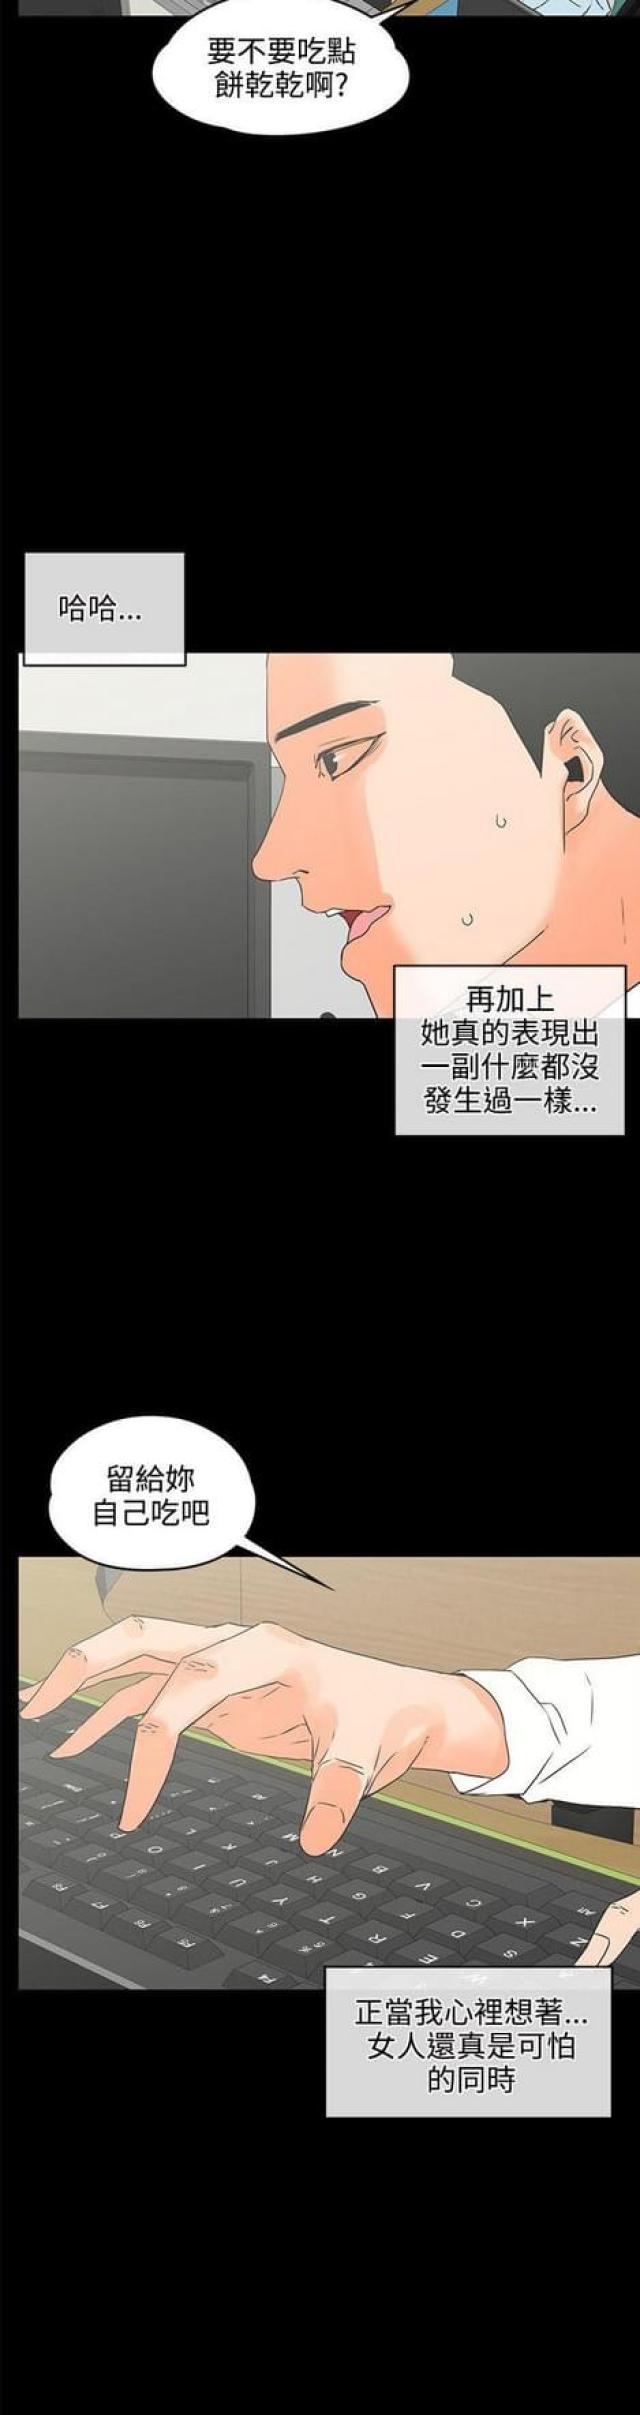 要不要吃點
餅乾乾啊?
哈哈...
再加上
她真的表現出
一副什麼都沒
發生過一樣...
留給妳
自己吃吧
正當我心裡想著...
女人還真是可怕
的同時